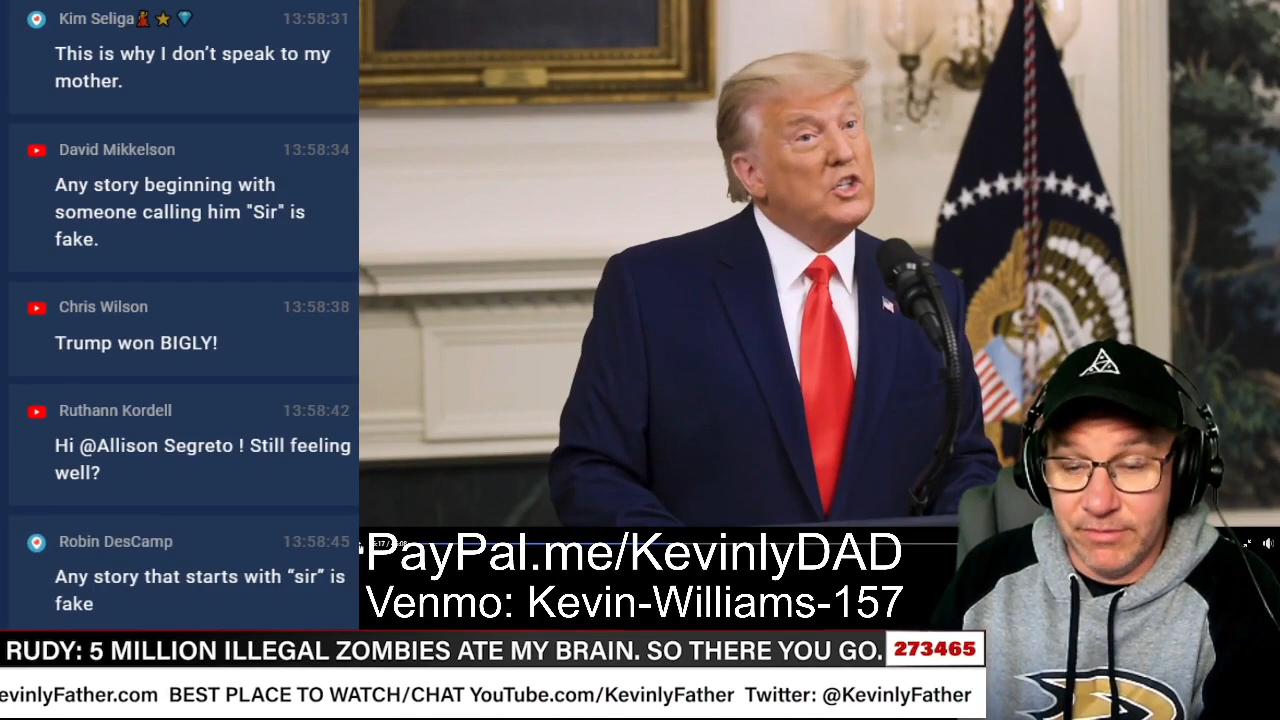 Kim Seliga 13:58:31
This is why I don’t speak to my
mother.
David Mikkelson 13:58:34
Any story beginning with
someone calling him "Sir" is
fake.
Chris Wilson 13:58:38
Trump won BIGLY!
Ruthann Kordell 13:58:42
Hi @Allison Segreto ! Still feeling
well?
Robin DesCamp 13:58:45
Any story that starts with “sir” is
fake
PayPal.me/KevinlyDAD
Venmo: Kevin-Williams-157
RUDY: 5 MILLION ILLEGAL ZOMBIES ATE MY BRAIN. SO THERE YOU GO. 273465
evinlyFather.com BEST PLACE TO WATCH/CHAT YouTube.com/KevinlyFather Twitter: @KevinlyFather